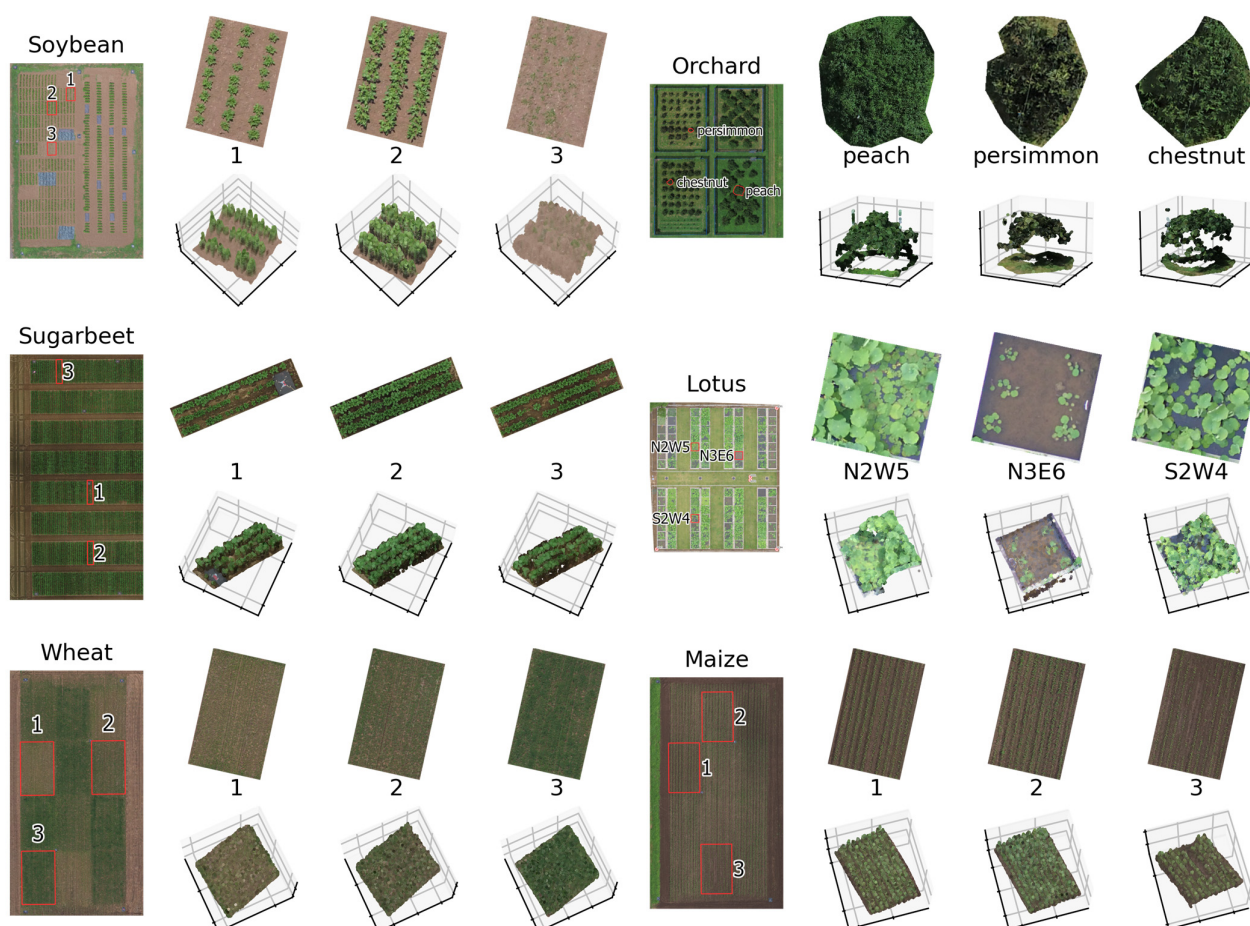 Soybean
1
2
3
1
2
3
Orchard
persimmon
chestnut
peach
peach
persimmon
chestnut
Sugarbeet
3
1
2
1
2
3
Lotus
N2W5
N3E6
S2W4
N2W5
N3E6
S2W4
Wheat
1
2
3
1
2
3
Maize
2
1
3
1
2
3